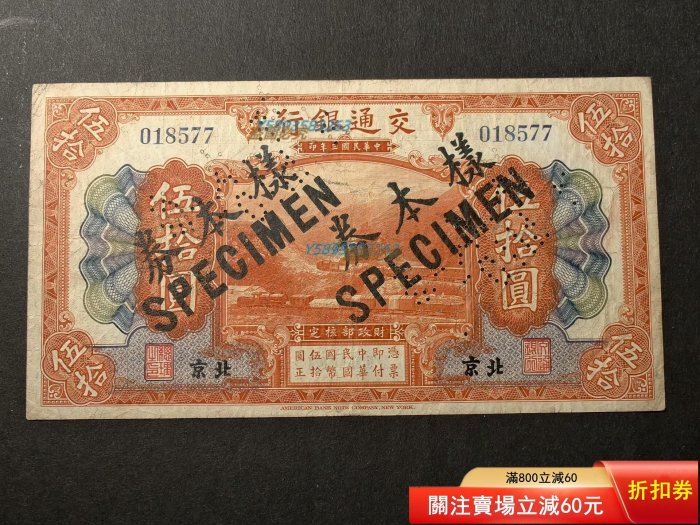 伍拾
伍拾
行銀通交
印年三國民華中
018577
018577
樣本券
SPECIMEN
樣本券
SPECIMEN
伍拾圓
伍拾圓
定核部政財
憑票即付中華民國國幣伍拾圓正
京北
京北
伍拾
伍拾
AMERICAN BANK NOTE COMPANY, NEW YORK.
滿800立減60
關注賣場立減60元
折扣券